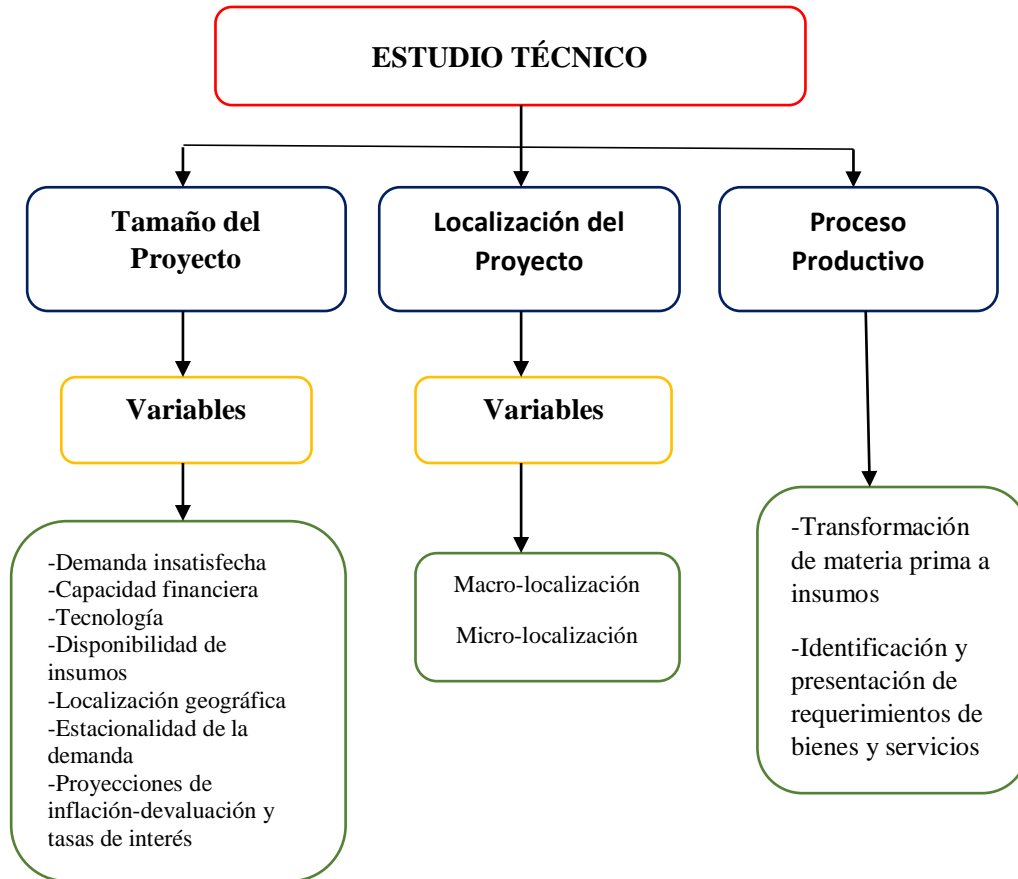 ESTUDIO TÉCNICO
Tamaño del
Proyecto
Localización del
Proyecto
Proceso
Productivo
Variables
Variables
-Demanda insatisfecha
-Capacidad financiera
-Tecnología
-Disponibilidad de
insumos
-Localización geográfica
-Estacionalidad de la
demanda
-Proyecciones de
inflación-devaluación y
tasas de interés
Macro-localización
Micro-localización
-Transformación
de materia prima a
insumos
-Identificación y
presentación de
requerimientos de
bienes y servicios